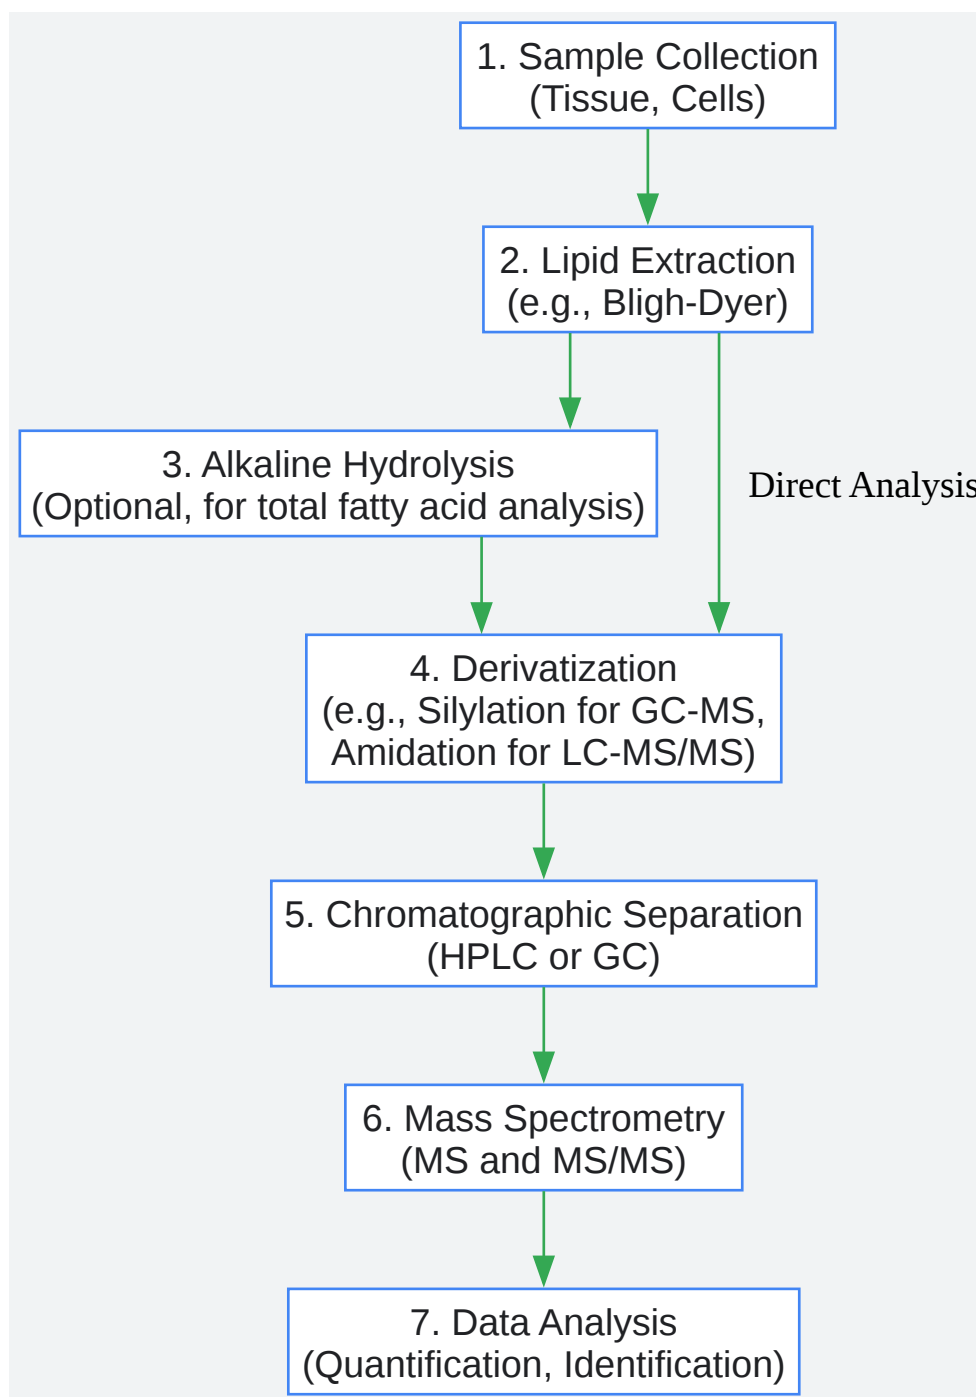 1. Sample Collection
(Tissue, Cells)
2. Lipid Extraction
(e.g., Bligh-Dyer)
3. Alkaline Hydrolysis
(Optional, for total fatty acid analysis)
Direct Analysis
4. Derivatization
(e.g., Silylation for GC-MS,
Amidation for LC-MS/MS)
5. Chromatographic Separation
(HPLC or GC)
6. Mass Spectrometry
(MS and MS/MS)
7. Data Analysis
(Quantification, Identification)